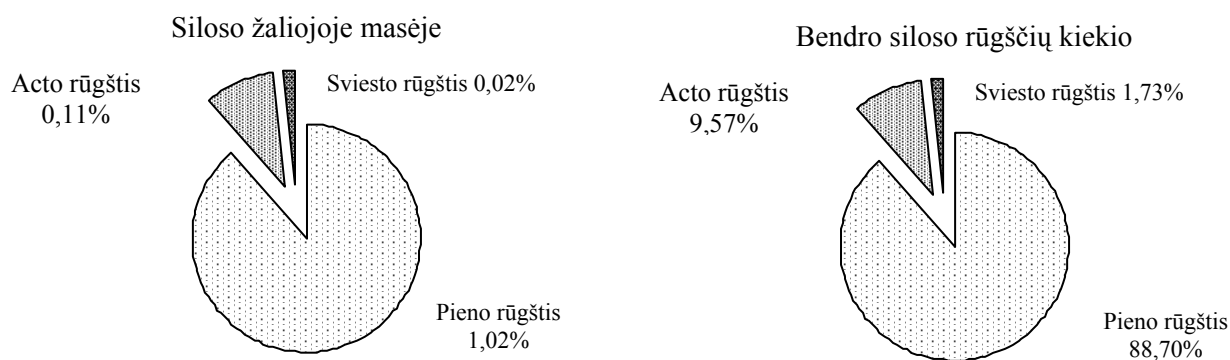 Siloso žaliojoje masėje
Acto rūgštis
0,11%
Sviesto rūgštis 0,02%
Pieno rūgštis
1,02%
Bendro siloso rūgščių kiekio
Acto rūgštis
9,57%
Sviesto rūgštis 1,73%
Pieno rūgštis
88,70%